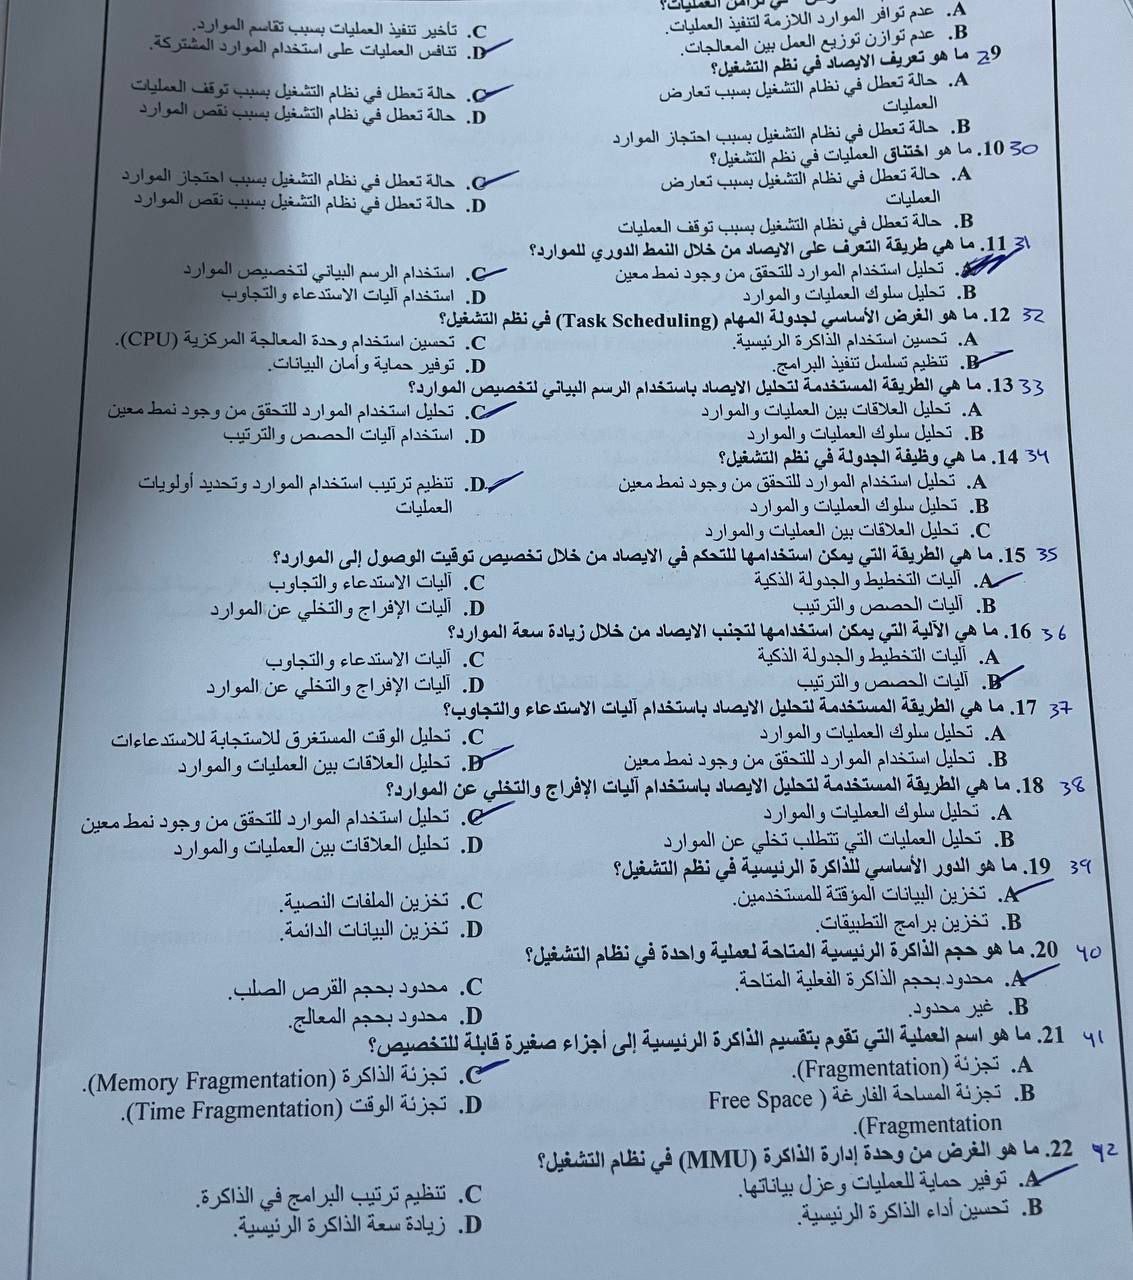 A. عدم توافر الموارد اللازمة لتنفيذ العمليات.
C. تأخير تنفيذ العمليات بسبب تقاسم الموارد.
B. عدم توازن توزيع الحمل بين المعالجات.
D. تنافس العمليات على استخدام الموارد المشتركة.
29. ما هو تعريف الايصاد في نظم التشغيل؟
A. حالة تعطل في نظام التشغيل بسبب تعارض العمليات
C. حالة تعطل في نظام التشغيل بسبب توقف العمليات
B. حالة تعطل في نظام التشغيل بسبب احتجاز الموارد
D. حالة تعطل في نظام التشغيل بسبب نقص الموارد
10. ما هو اختناق العمليات في نظم التشغيل؟ 30
A. حالة تعطل في نظام التشغيل بسبب تعارض العمليات
C. حالة تعطل في نظام التشغيل بسبب احتجاز الموارد
B. حالة تعطل في نظام التشغيل بسبب توقف العمليات
D. حالة تعطل في نظام التشغيل بسبب نقص الموارد
11. ما هي طريقة التعرف على الايصاد من خلال النمط الدوري للموارد؟ 31
A. تحليل استخدام الموارد للتحقق من وجود نمط معين
C. استخدام الرسم البياني لتخصيص الموارد
B. تحليل سلوك العمليات والموارد
D. استخدام آليات الاستدعاء والتجاوب
12. ما هو الغرض الأساسي لجدولة المهام (Task Scheduling) في نظم التشغيل؟ 32
A. تحسين استخدام الذاكرة الرئيسية.
C. تحسين استخدام وحدة المعالجة المركزية (CPU).
B. تنظيم تسلسل تنفيذ البرامج.
D. توفير حماية وأمان البيانات.
13. ما هي الطريقة المستخدمة لتحليل الايصاد باستخدام الرسم البياني لتخصيص الموارد؟ 33
A. تحليل العلاقات بين العمليات والموارد
C. تحليل استخدام الموارد للتحقق من وجود نمط معين
B. تحليل سلوك العمليات والموارد
D. استخدام آليات الحصص والترتيب
14. ما هي وظيفة الجدولة في نظم التشغيل؟ 34
A. تحليل استخدام الموارد للتحقق من وجود نمط معين
D. تنظيم ترتيب استخدام الموارد وتحديد أولويات العمليات
B. تحليل سلوك العمليات والموارد
C. تحليل العلاقات بين العمليات والموارد
15. ما هي الطريقة التي يمكن استخدامها للتحكم في الايصاد من خلال تخصيص توقيت الوصول إلى الموارد؟ 35
A. آليات التخطيط والجدولة الذكية
C. آليات الاستدعاء والتجاوب
B. آليات الحصص والترتيب
D. آليات الإفراج والتخلي عن الموارد
16. ما هي الآلية التي يمكن استخدامها لتجنب الايصاد من خلال زيادة سعة الموارد؟ 36
A. آليات التخطيط والجدولة الذكية
C. آليات الاستدعاء والتجاوب
B. آليات الحصص والترتيب
D. آليات الإفراج والتخلي عن الموارد
17. ما هي الطريقة المستخدمة لتحليل الايصاد باستخدام آليات الاستدعاء والتجاوب؟ 37
A. تحليل سلوك العمليات والموارد
C. تحليل الوقت المستغرق للاستجابة للاستدعاءات
B. تحليل استخدام الموارد للتحقق من وجود نمط معين
D. تحليل العلاقات بين العمليات والموارد
18. ما هي الطريقة المستخدمة لتحليل الايصاد باستخدام آليات الإفراج والتخلي عن الموارد؟ 38
A. تحليل سلوك العمليات والموارد
C. تحليل استخدام الموارد للتحقق من وجود نمط معين
B. تحليل العمليات التي تتطلب تخلي عن الموارد
D. تحليل العلاقات بين العمليات والموارد
19. ما هو الدور الأساسي للذاكرة الرئيسية في نظم التشغيل؟ 39
A. تخزين البيانات المؤقتة للمستخدمين.
C. تخزين الملفات النصية.
B. تخزين برامج التطبيقات.
D. تخزين البيانات الدائمة.
20. ما هو حجم الذاكرة الرئيسية المتاحة لعملية واحدة في نظام التشغيل؟ 40
A. محدود بحجم الذاكرة الفعلية المتاحة.
C. محدود بحجم القرص الصلب.
B. غير محدود.
D. محدود بحجم المعالج.
21. ما هو اسم العملية التي تقوم بتقسيم الذاكرة الرئيسية إلى أجزاء صغيرة قابلة للتخصيص؟ 41
A. تجزئة (Fragmentation).
C. تجزئة الذاكرة (Memory Fragmentation).
B. تجزئة المساحة الفارغة (Free Space Fragmentation).
D. تجزئة الوقت (Time Fragmentation).
22. ما هو الغرض من وحدة إدارة الذاكرة (MMU) في نظام التشغيل؟ 42
A. توفير حماية للعمليات وعزل بياناتها.
C. تنظيم ترتيب البرامج في الذاكرة.
B. تحسين أداء الذاكرة الرئيسية.
D. زيادة سعة الذاكرة الرئيسية.